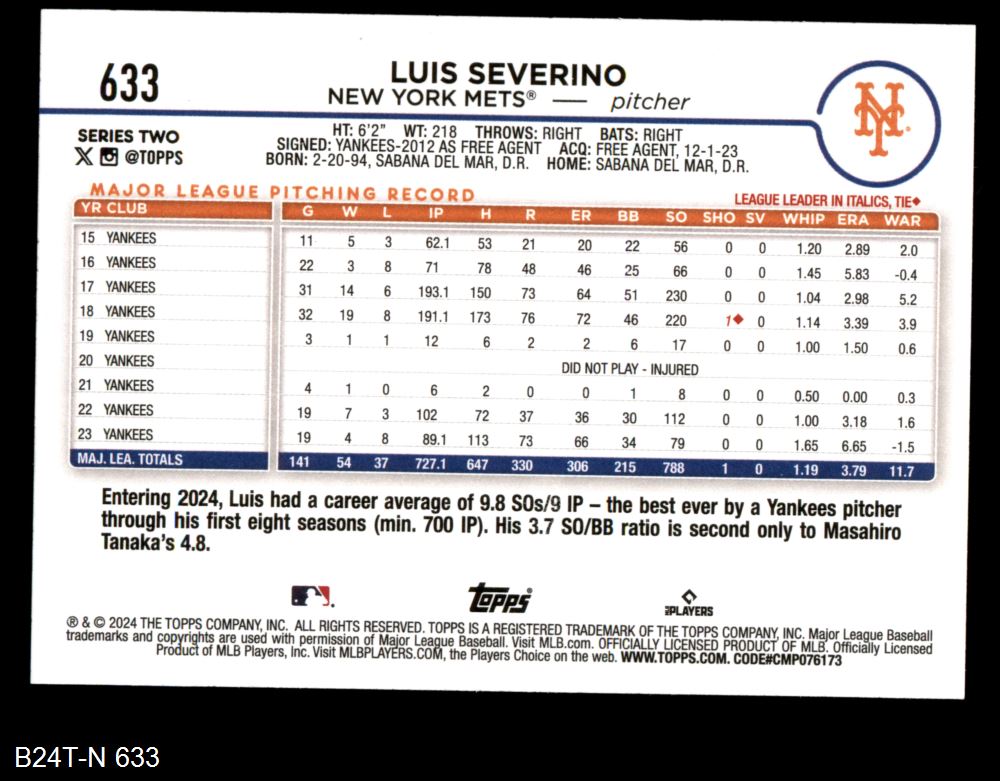 633
LUIS SEVERINO
NEW YORK METS® — pitcher
NY
SERIES TWO
X @TOPPS
HT: 6'2" WT: 218 THROWS: RIGHT BATS: RIGHT
SIGNED: YANKEES-2012 AS FREE AGENT ACQ: FREE AGENT, 12-1-23
BORN: 2-20-94, SABANA DEL MAR, D.R. HOME: SABANA DEL MAR, D.R.
MAJOR LEAGUE PITCHING RECORD
LEAGUE LEADER IN ITALICS, TIE◆
YR CLUB G W L IP H R ER BB SO SHO SV WHIP ERA WAR
15 YANKEES 11 5 3 62.1 53 21 20 22 56 0 0 1.20 2.89 2.0
16 YANKEES 22 3 8 71 78 48 46 25 66 0 0 1.45 5.83 -0.4
17 YANKEES 31 14 6 193.1 150 73 64 51 230 0 0 1.04 2.98 5.2
18 YANKEES 32 19 8 191.1 173 76 72 46 220 1◆ 0 1.14 3.39 3.9
19 YANKEES 3 1 1 12 6 2 2 6 17 0 0 1.00 1.50 0.6
20 YANKEES DID NOT PLAY - INJURED
21 YANKEES 4 1 0 6 2 0 0 1 8 0 0 0.50 0.00 0.3
22 YANKEES 19 7 3 102 72 37 36 30 112 0 0 1.00 3.18 1.6
23 YANKEES 19 4 8 89.1 113 73 66 34 79 0 0 1.65 6.65 -1.5
MAJ. LEA. TOTALS 141 54 37 727.1 647 330 306 215 788 1 0 1.19 3.79 11.7
Entering 2024, Luis had a career average of 9.8 SOs/9 IP – the best ever by a Yankees pitcher
through his first eight seasons (min. 700 IP). His 3.7 SO/BB ratio is second only to Masahiro
Tanaka's 4.8.
Topps
MLB PLAYERS
® & © 2024 THE TOPPS COMPANY, INC. ALL RIGHTS RESERVED. TOPPS IS A REGISTERED TRADEMARK OF THE TOPPS COMPANY, INC. Major League Baseball
trademarks and copyrights are used with permission of Major League Baseball. Visit MLB.com. OFFICIALLY LICENSED PRODUCT OF MLB. Officially Licensed
Product of MLB Players, Inc. Visit MLBPLAYERS.COM, the Players Choice on the web. WWW.TOPPS.COM. CODE#CMP076173
B24T-N 633